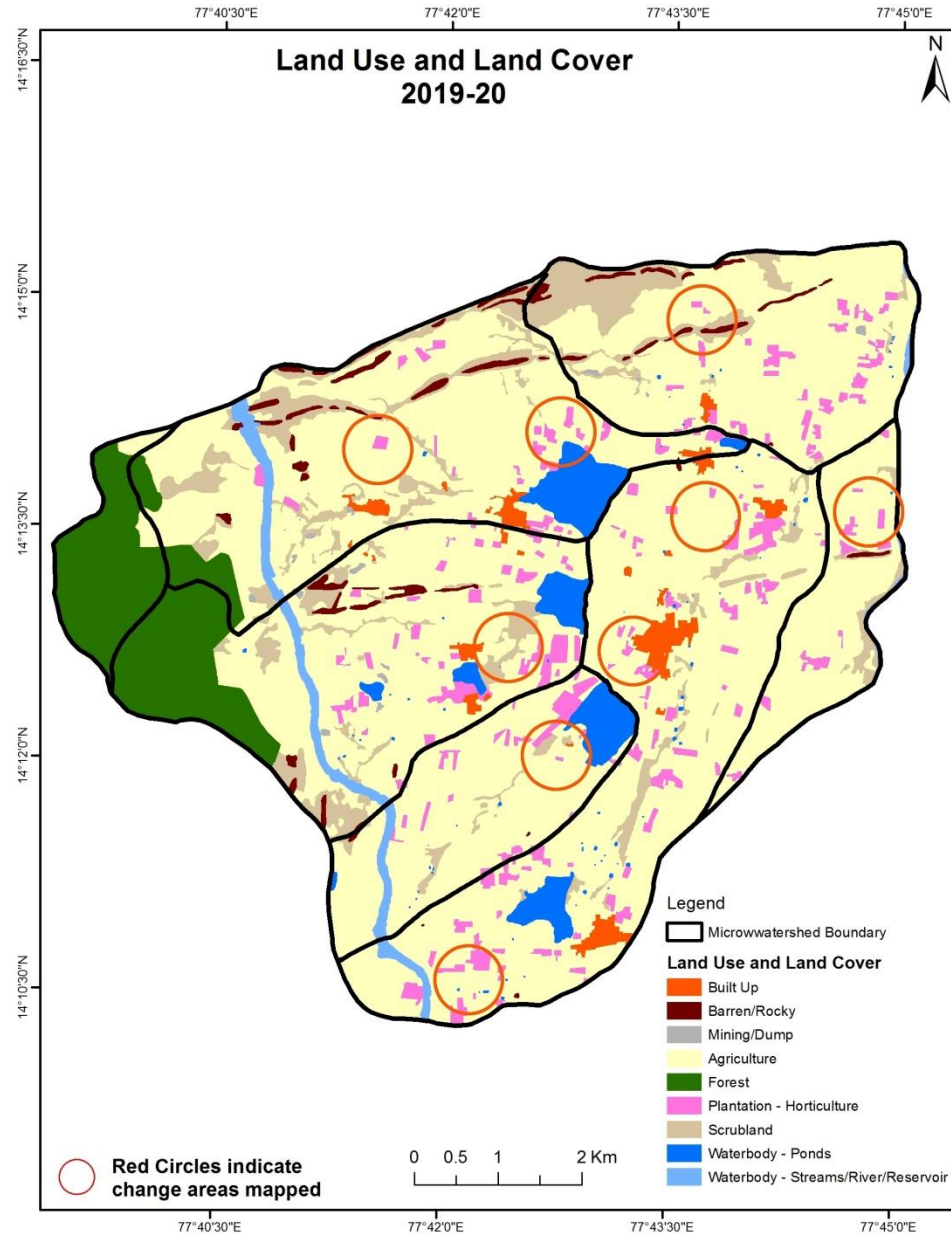 77°40'30"E 77°42'0"E 77°43'30"E 77°45'0"E
Land Use and Land Cover
2019-20
N
14°16'30"N
14°15'0"N
14°13'30"N
14°12'0"N
14°10'30"N
Legend
Microwwatershed Boundary
Land Use and Land Cover
Built Up
Barren/Rocky
Mining/Dump
Agriculture
Forest
Plantation - Horticulture
Scrubland
Waterbody - Ponds
Waterbody - Streams/River/Reservoir
Red Circles indicate
change areas mapped
0 0.5 1 2 Km
77°40'30"E 77°42'0"E 77°43'30"E 77°45'0"E